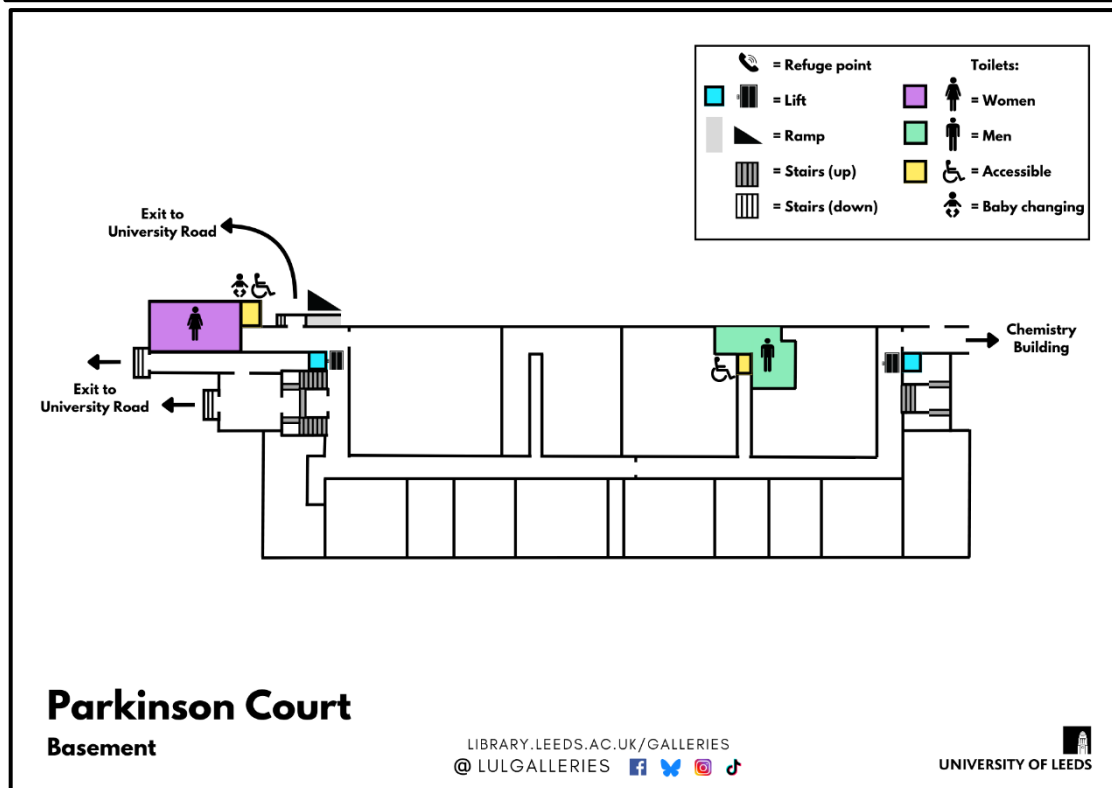 = Refuge point
= Lift
= Ramp
= Stairs (up)
= Stairs (down)
Toilets:
= Women
= Men
= Accessible
= Baby changing
Exit to
University Road
Exit to
University Road
Chemistry
Building
Parkinson Court
Basement
LIBRARY.LEEDS.AC.UK/GALLERIES
@ LULGALLERIES
UNIVERSITY OF LEEDS